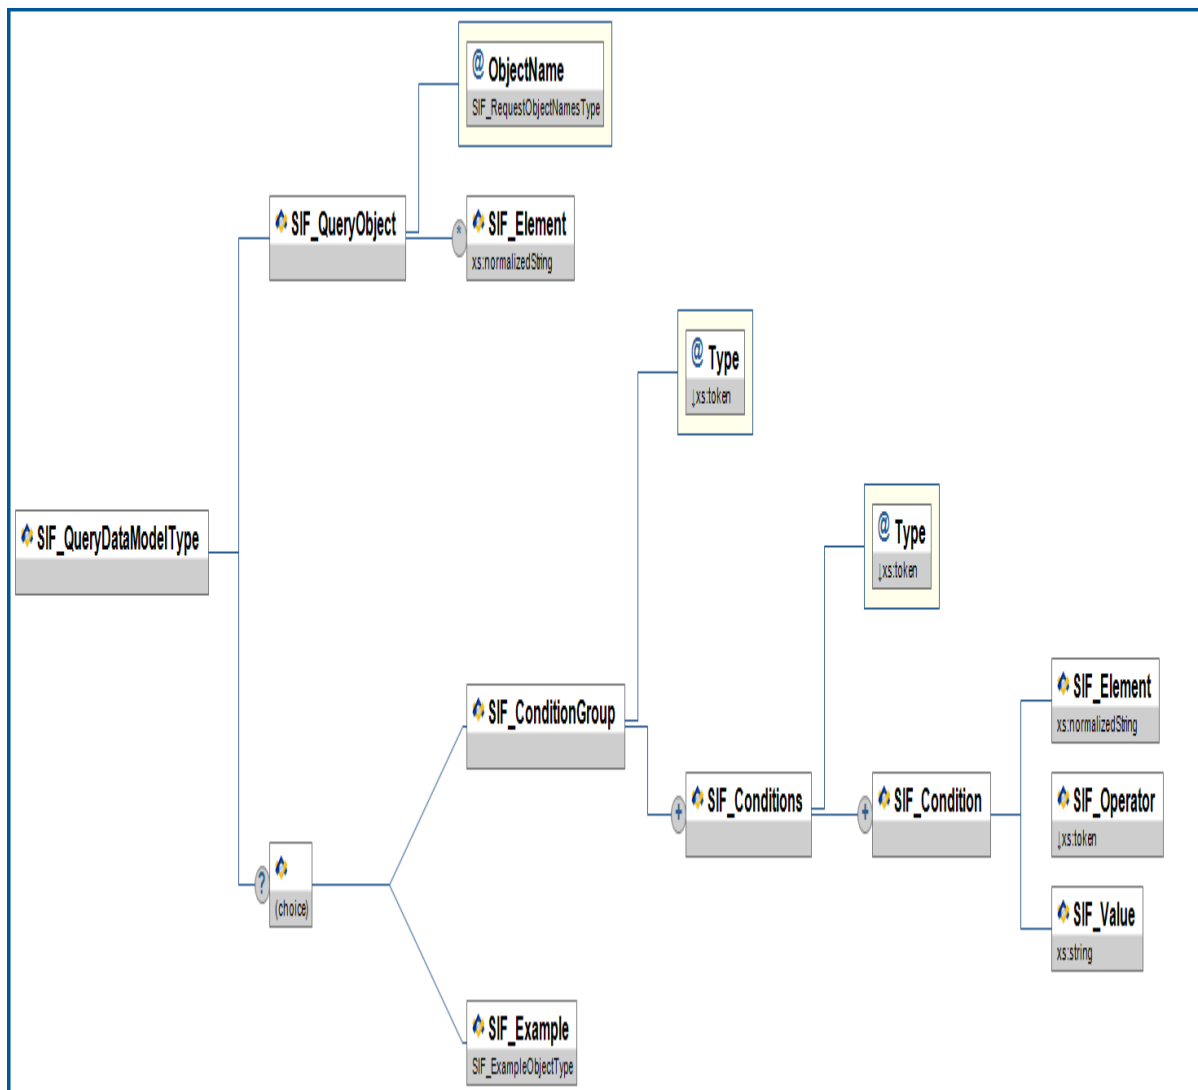 @ ObjectName
SIF_RequestObjectNamesType
SIF_QueryObject
*
SIF_Element
xs:normalizedString
@ Type
↓xs:token
@ Type
↓xs:token
SIF_QueryDataModelType
SIF_Element
xs:normalizedString
SIF_ConditionGroup
+
SIF_Conditions
+
SIF_Condition
SIF_Operator
↓xs:token
?
(choice)
SIF_Value
xs:string
SIF_Example
SIF_ExampleObjectType